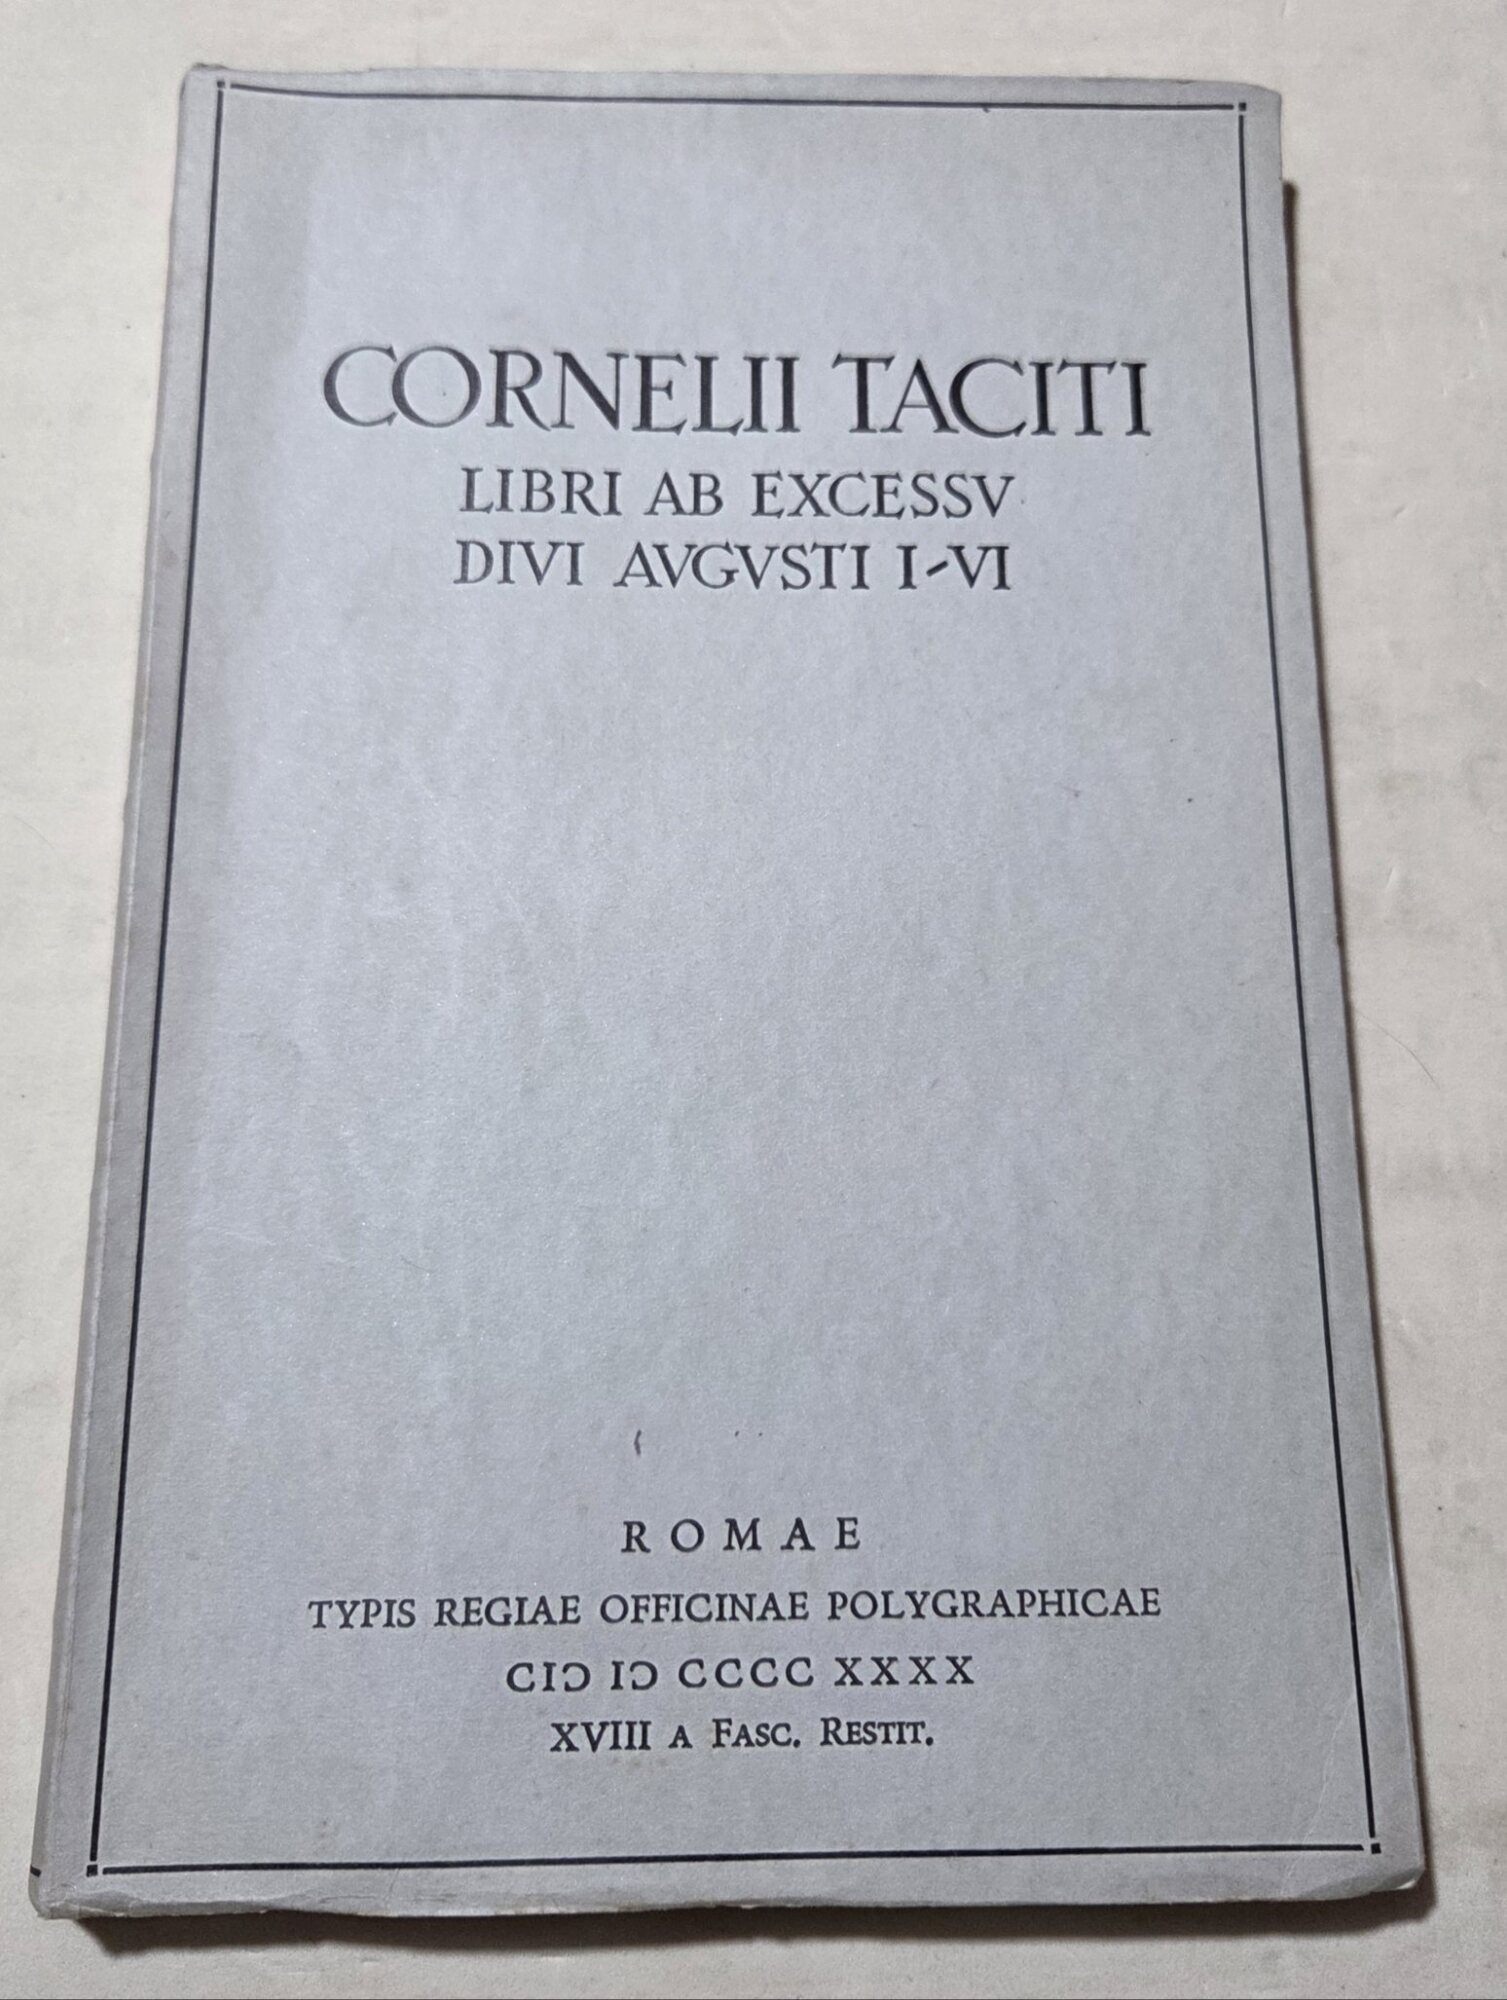 CORNELII TACITI
LIBRI AB EXCESSV
DIVI AVGVSTI I-VI
ROMAE
TYPIS REGIAE OFFICINAE POLYGRAPHICAE
CIↃ IↃ CCCC XXXX
XVIII A FASC. RESTIT.